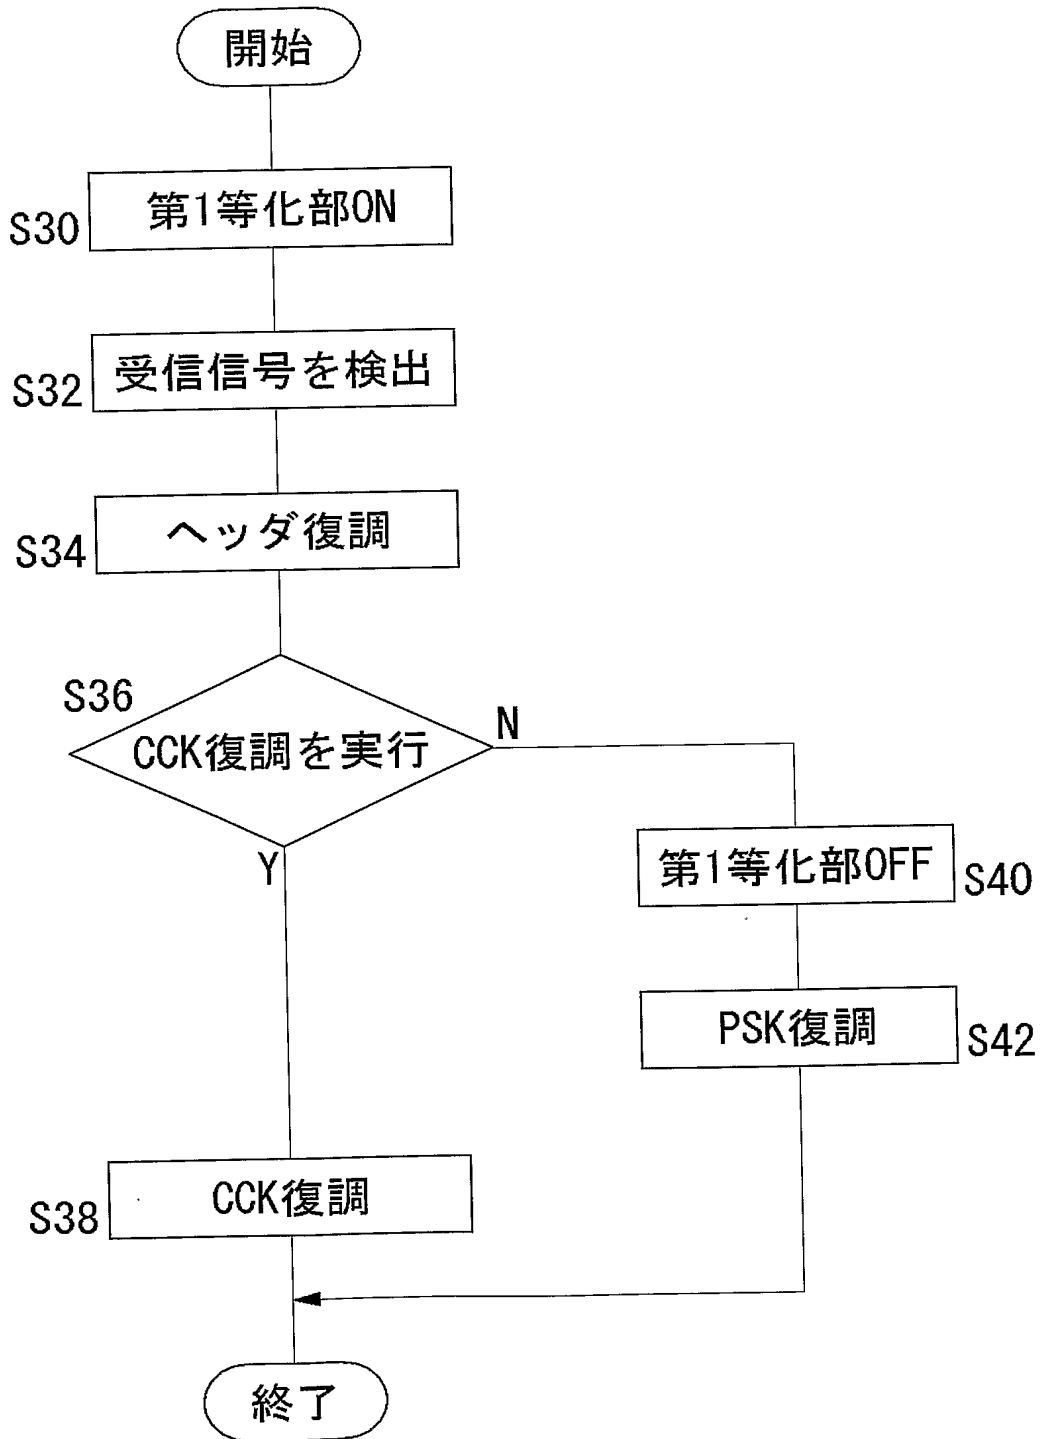 開始
S30
第1等化部ON
S32
受信信号を検出
S34
ヘッダ復調
S36
CCK復調を実行
N
Y
第1等化部OFF
S40
PSK復調
S42
S38
CCK復調
終了